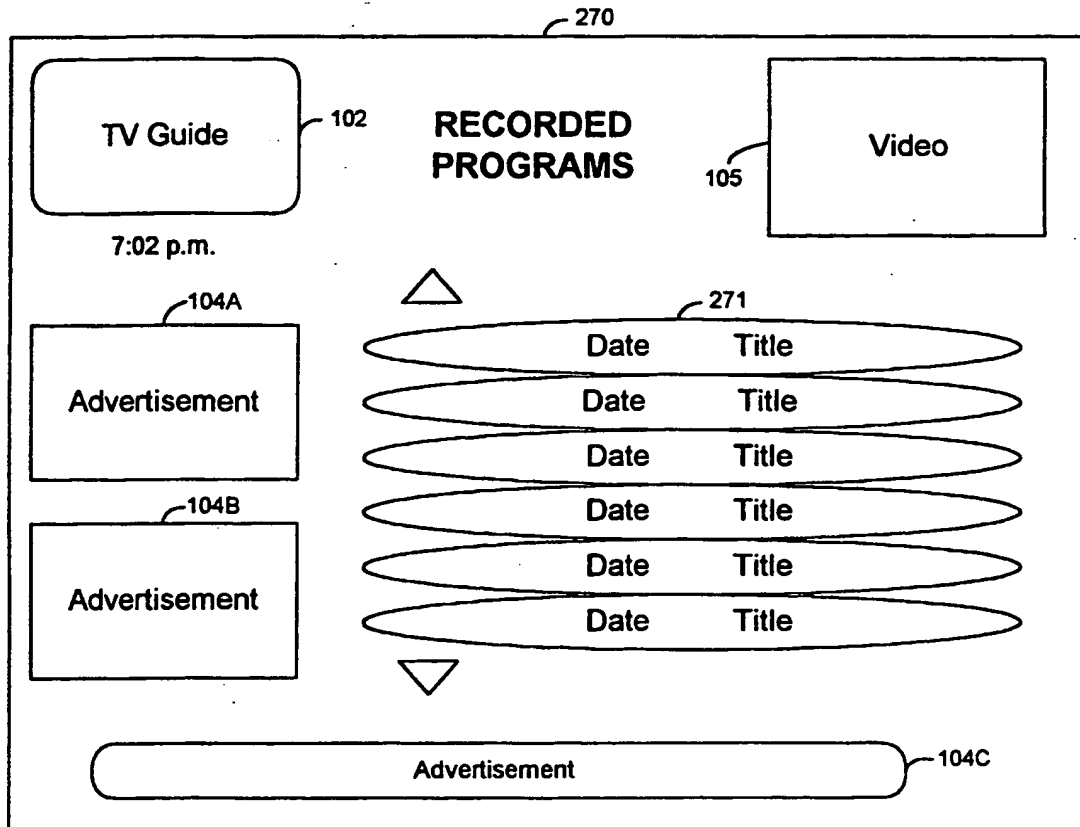 270
TV Guide
102
RECORDED
PROGRAMS
105
Video
7:02 p.m.
104A
Advertisement
271
Date Title
Date Title
Date Title
Date Title
Date Title
Date Title
104B
Advertisement
Advertisement
104C